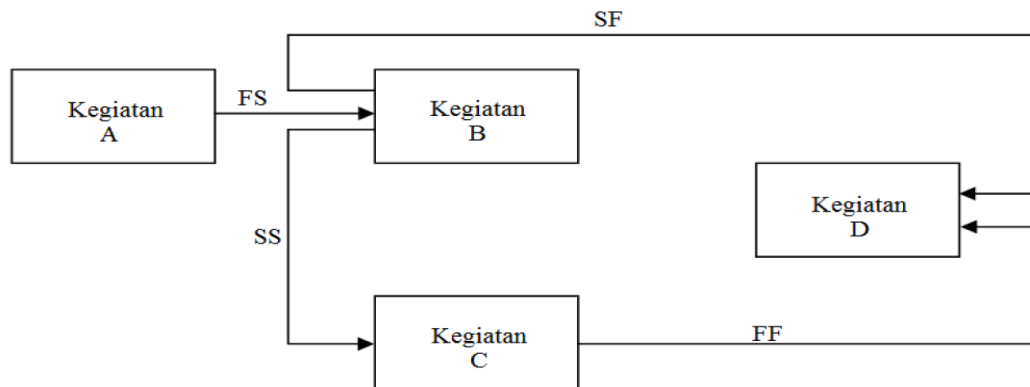 SF
Kegiatan
A
FS
Kegiatan
B
Kegiatan
D
SS
Kegiatan
C
FF